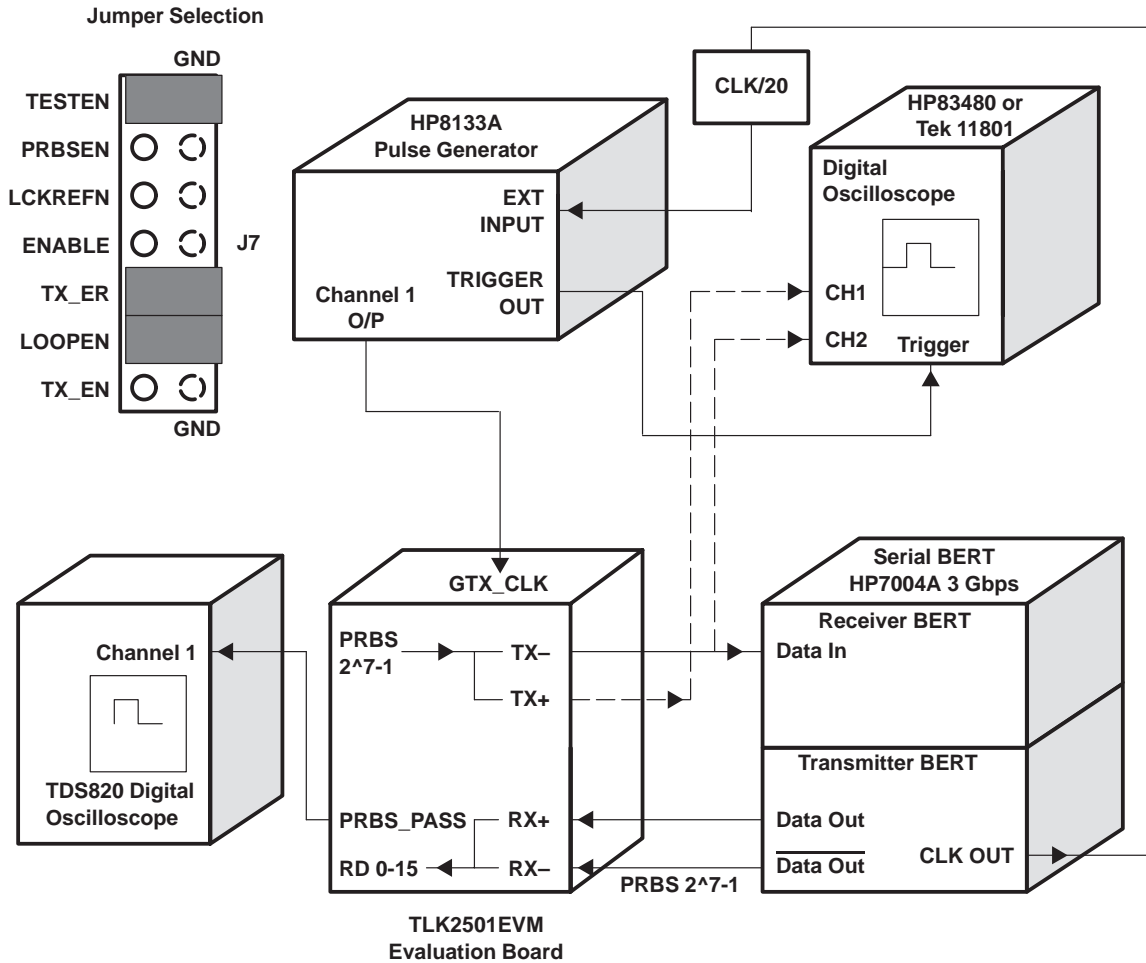 Jumper Selection
GND
TESTEN
PRBSEN
LCKREFN
ENABLE
J7
TX_ER
LOOPEN
TX_EN
GND
HP8133A
Pulse Generator
EXT
INPUT
TRIGGER
OUT
Channel 1
O/P
CLK/20
HP83480 or
Tek 11801
Digital
Oscilloscope
CH1
CH2
Trigger
Channel 1
TDS820 Digital
Oscilloscope
GTX_CLK
PRBS
2^7-1
TX–
TX+
PRBS_PASS
RX+
RD 0-15
RX–
TLK2501EVM
Evaluation Board
PRBS 2^7-1
Serial BERT
HP7004A 3 Gbps
Receiver BERT
Data In
Transmitter BERT
Data Out
Data Out
CLK OUT